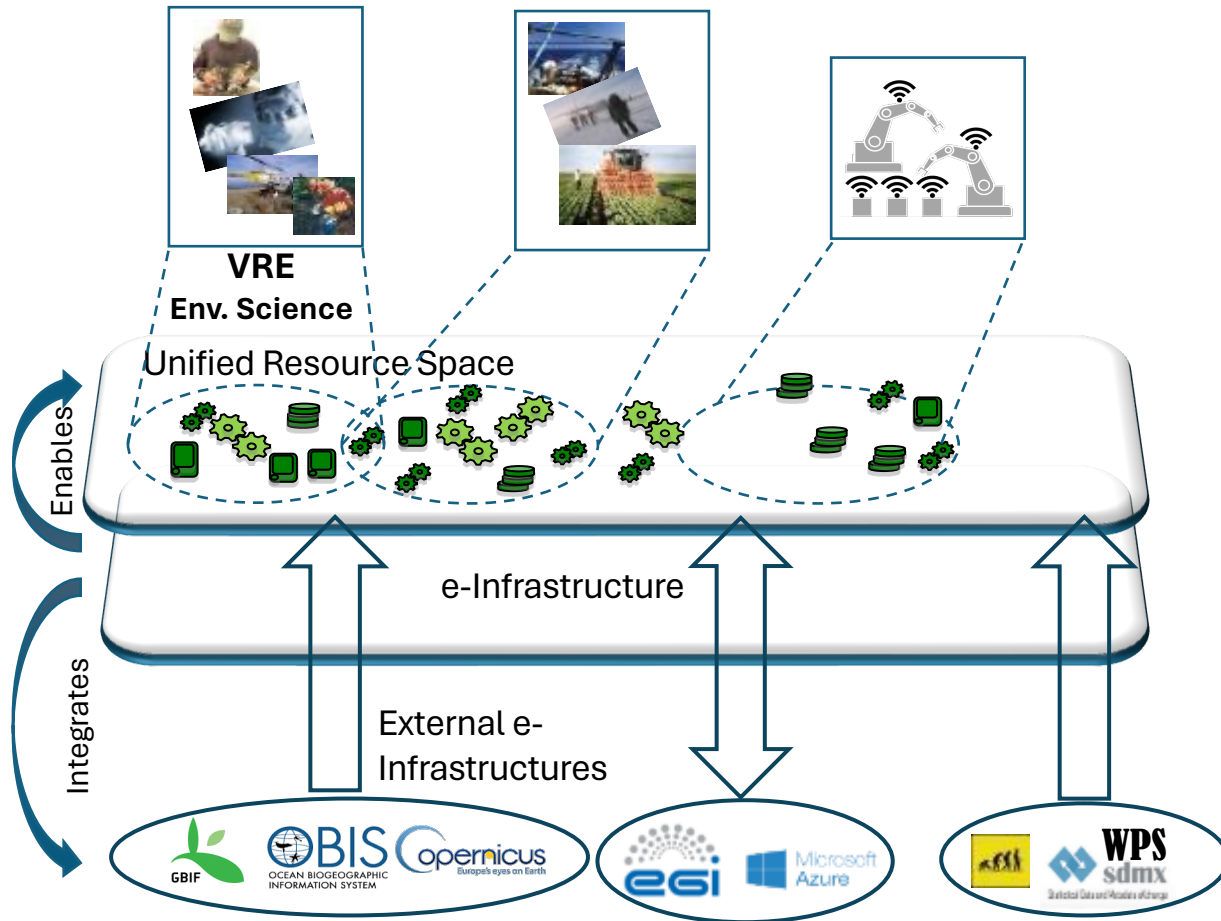 VRE
Env. Science
Unified Resource Space
Enables
e-Infrastructure
Integrates
External e-
Infrastructures
GBIF
OBIS
OCEAN BIOGEOGRAPHIC
INFORMATION SYSTEM
Copernicus
Europe's eyes on Earth
eGI
Microsoft
Azure
WPS
sdmx
Statistical Data and Metadata eXchange